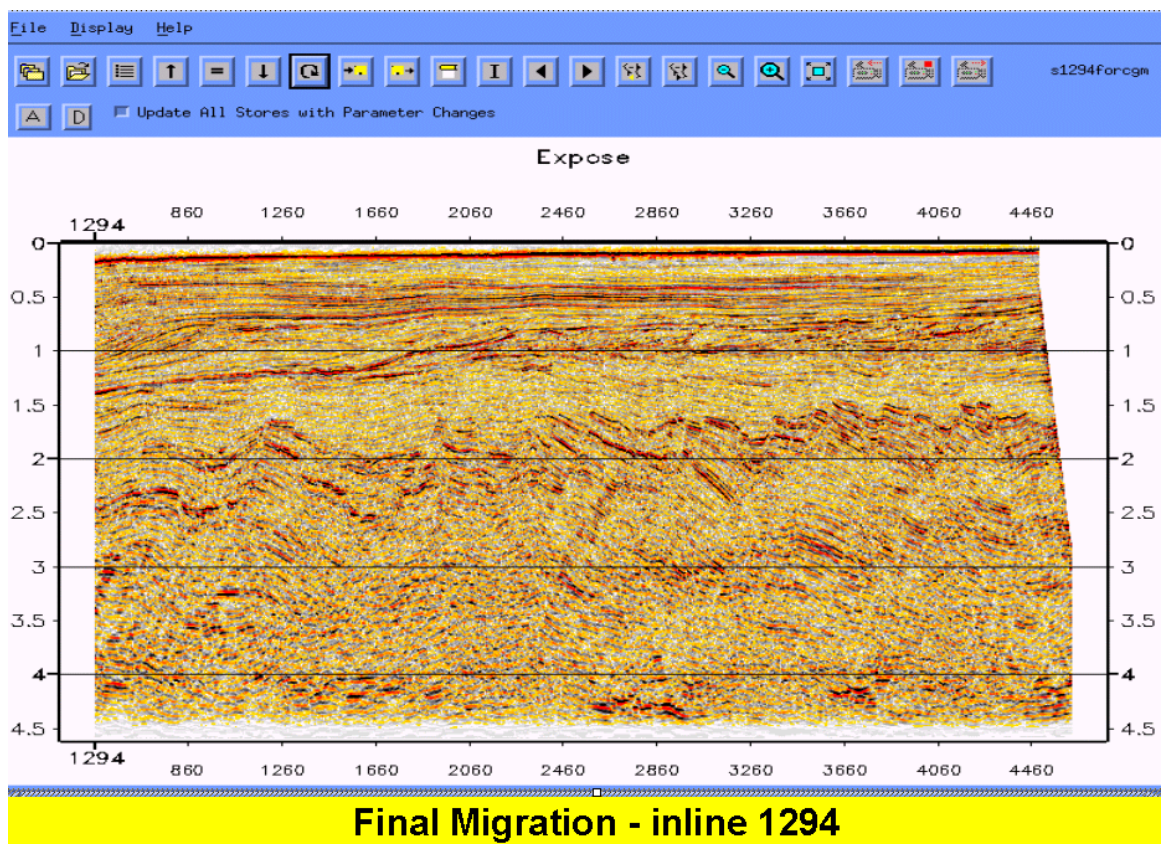 File Display Help
I
s1294forcgm
A D Update All Stores with Parameter Changes
Expose
1294 860 1260 1660 2060 2460 2860 3260 3660 4060 4460
0 0
0.5 0.5
1 1
1.5 1.5
2 2
2.5 2.5
3 3
3.5 3.5
4 4
4.5 4.5
1294 860 1260 1660 2060 2460 2860 3260 3660 4060 4460
Final Migration - inline 1294